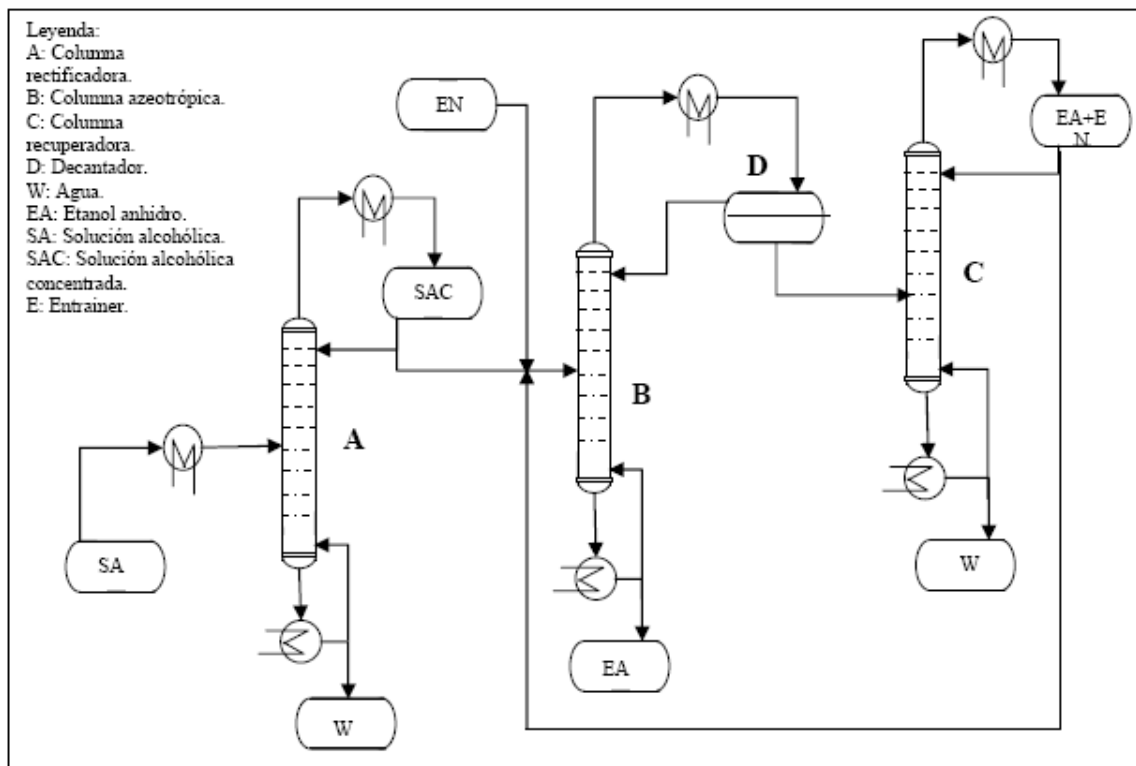 Leyenda:
A: Columna
rectificadora.
B: Columna azeotrópica.
C: Columna
recuperadora.
D: Decantador.
W: Agua.
EA: Etanol anhidro.
SA: Solución alcohólica.
SAC: Solución alcohólica
concentrada.
E: Entrainer.
EN
EA+E
N.
D
C
SAC
B
A
SA
W
EA
W